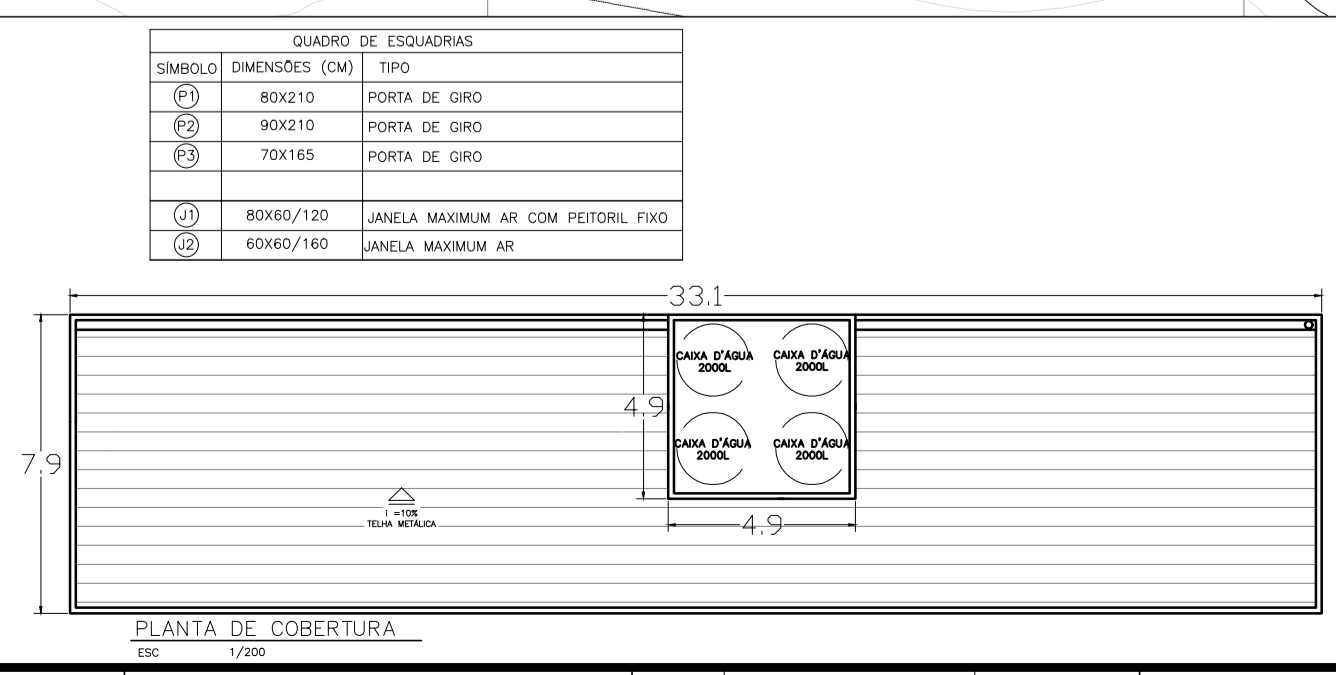 QUADRO DE ESQUADRIAS
SÍMBOLO DIMENSÕES (CM) TIPO
P1 80X210 PORTA DE GIRO
P2 90X210 PORTA DE GIRO
P3 70X165 PORTA DE GIRO
J1 80X60/120 JANELA MAXIMUM AR COM PEITORIL FIXO
J2 60X60/160 JANELA MAXIMUM AR
33.1
CAIXA D'ÁGUA 2000L
CAIXA D'ÁGUA 2000L
4.9
CAIXA D'ÁGUA 2000L
CAIXA D'ÁGUA 2000L
7.9
i =10%
TELHA METÁLICA
4.9
PLANTA DE COBERTURA
ESC 1/200